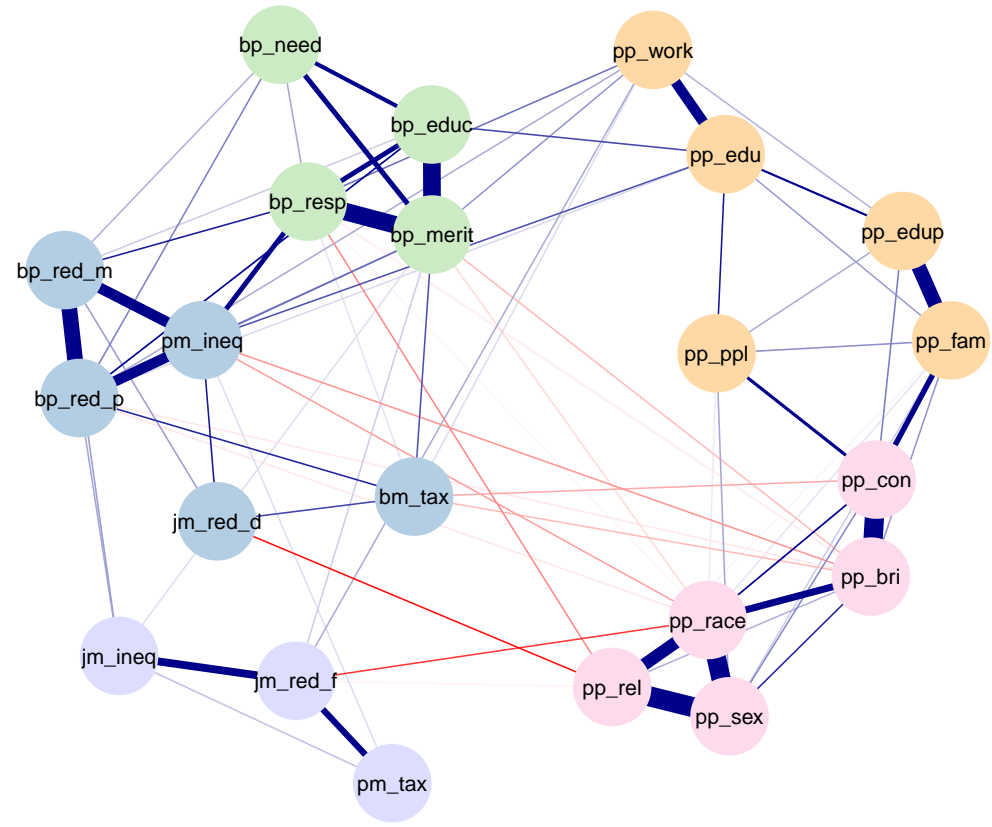 bp_need
pp_work
bp_educ
pp_edu
bp_resp
pp_edup
bp_merit
bp_red_m
pm_ineq
pp_ppl
pp_fam
bp_red_p
pp_con
bm_tax
jm_red_d
pp_bri
pp_race
jm_ineq
jm_red_f
pp_rel
pp_sex
pm_tax